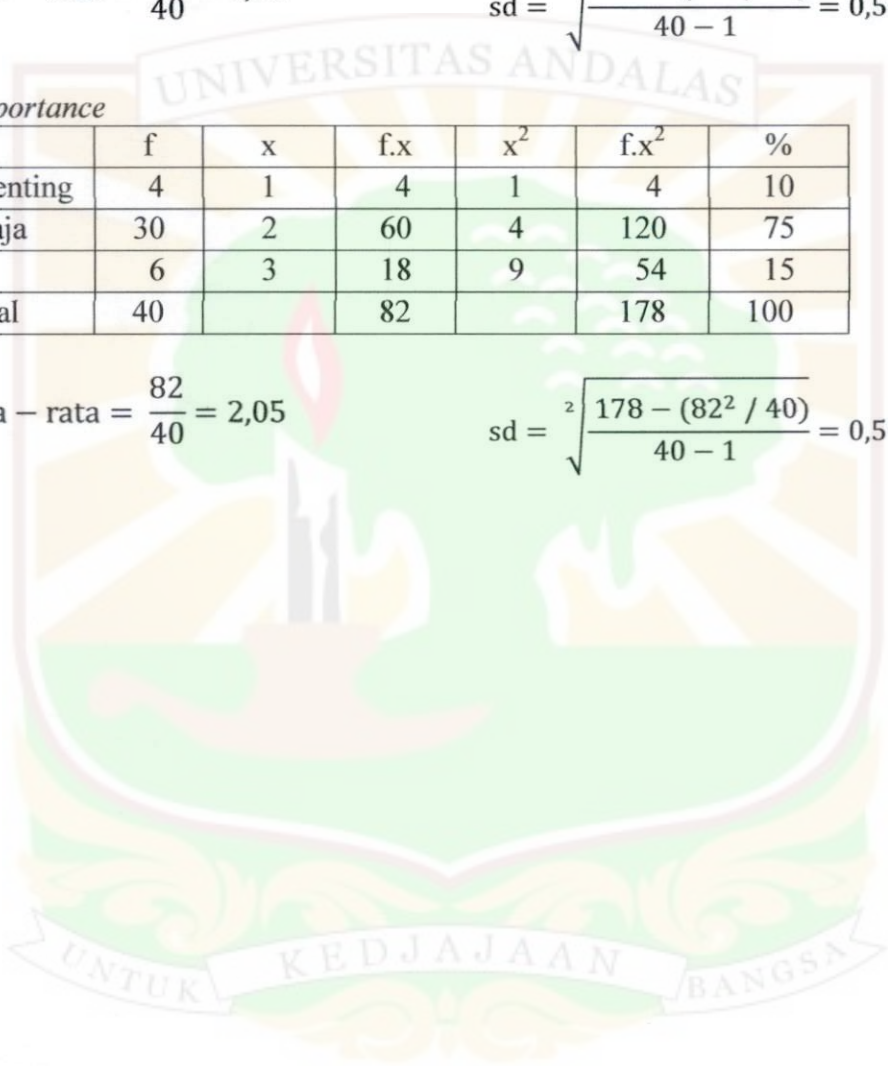 40
sd = 40 − 1 = 0,5
UNIVERSITAS ANDALAS
portance
f x f.x x² f.x² %
enting 4 1 4 1 4 10
ja 30 2 60 4 120 75
6 3 18 9 54 15
al 40 82 178 100
a − rata = 82/40 = 2,05
sd = ²√((178 − (82² / 40))/(40 − 1)) = 0,5
UNTUK KEDJAJAAN BANGSA